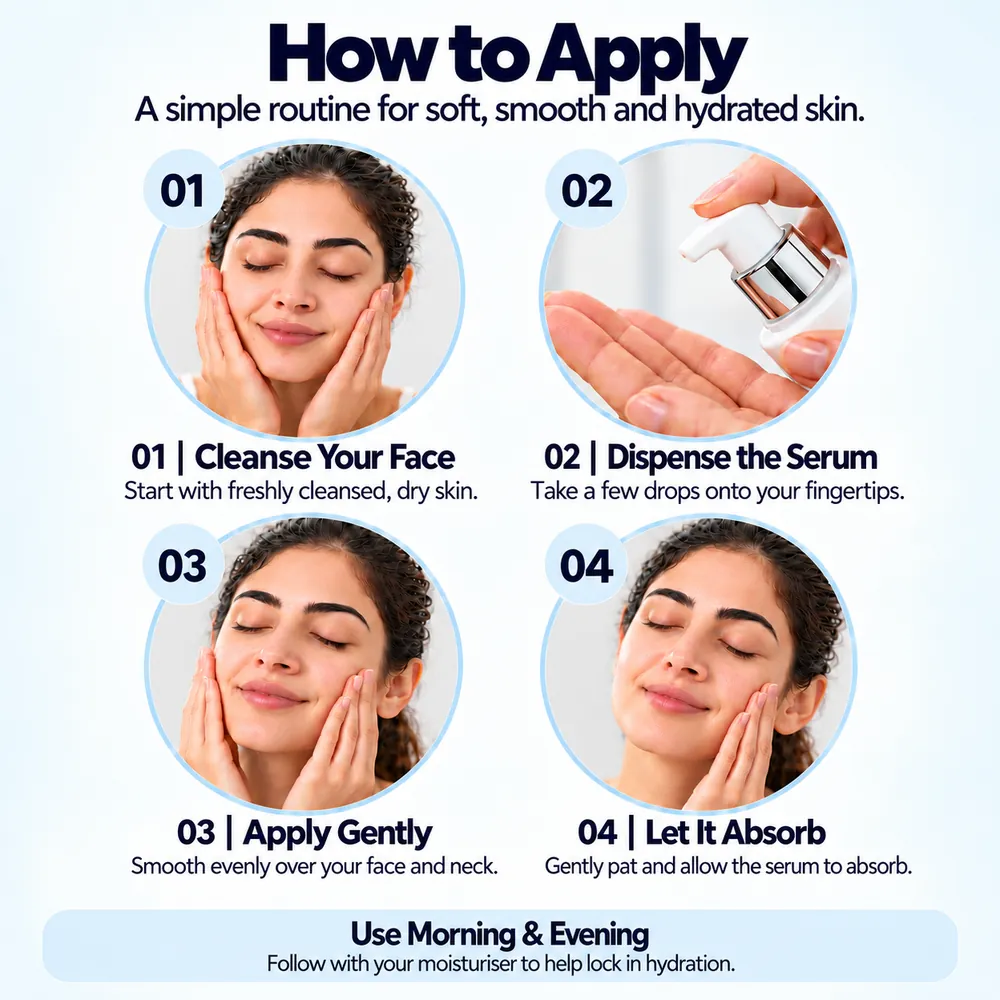 How to Apply
A simple routine for soft, smooth and hydrated skin.
01
02
01 | Cleanse Your Face
Start with freshly cleansed, dry skin.
02 | Dispense the Serum
Take a few drops onto your fingertips.
03
04
03 | Apply Gently
Smooth evenly over your face and neck.
04 | Let It Absorb
Gently pat and allow the serum to absorb.
Use Morning & Evening
Follow with your moisturiser to help lock in hydration.